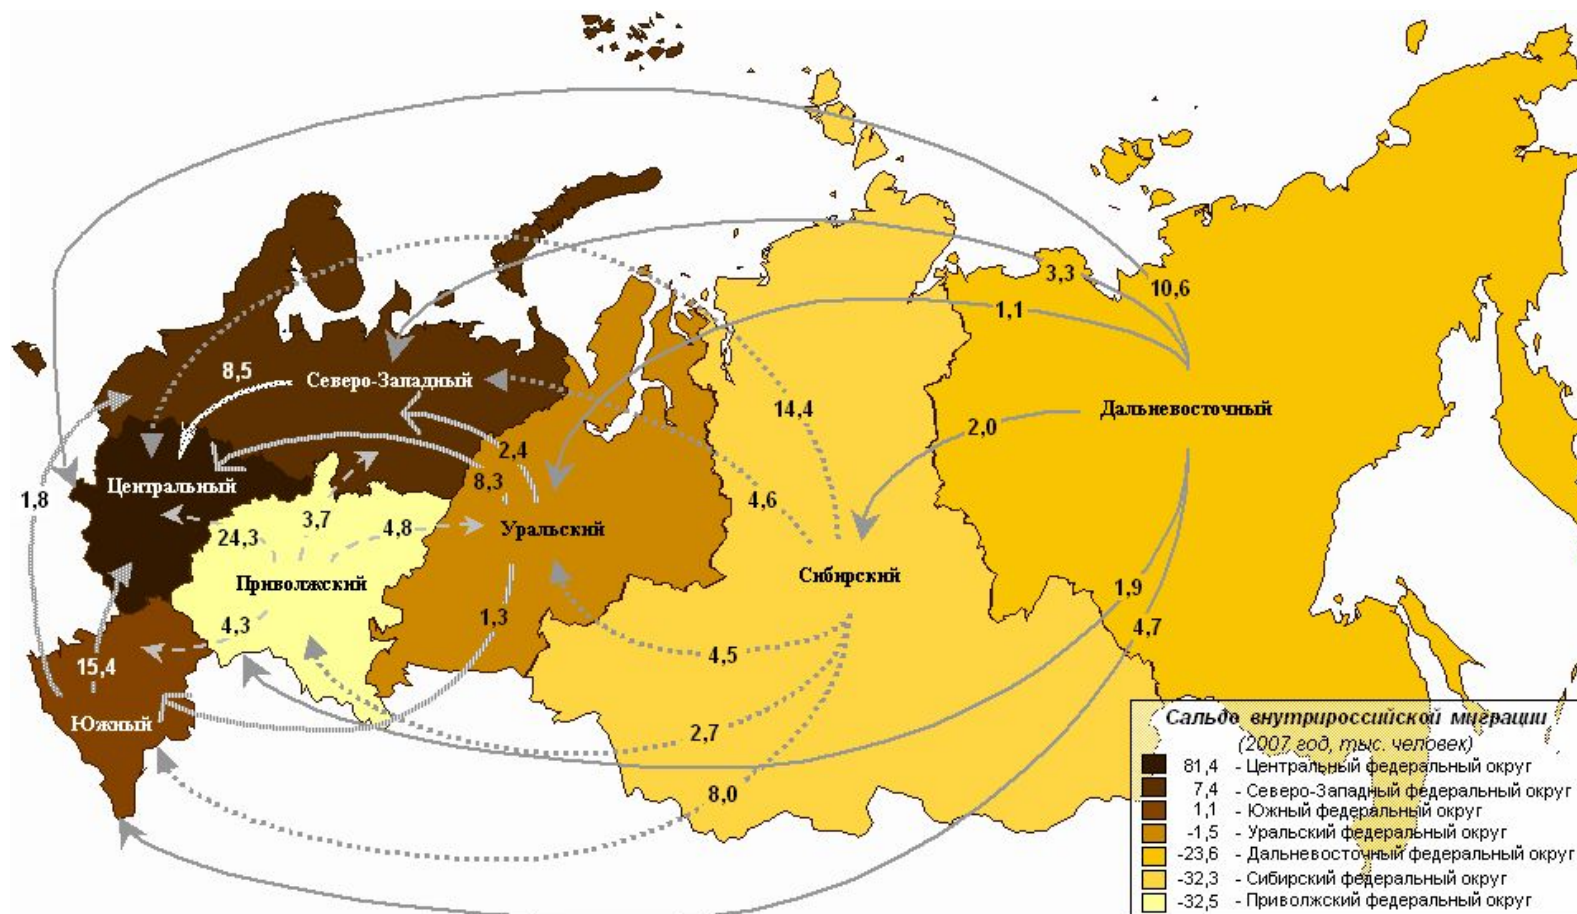 3,3
10,6
1,1
8,5
Северо-Западный
14,4
Дальневосточный
2,0
2,4
8,3
Центральный
1,8
4,6
3,7
4,8
24,3
Уральский
Сибирский
Приволжский
1,9
1,3
4,3
4,7
4,5
15,4
Южный
2,7
8,0
Сальдо внутрироссийской миграции
(2007 год, тыс. человек)
81,4 - Центральный федеральный округ
7,4 - Северо-Западный федеральный округ
1,1 - Южный федеральный округ
-1,5 - Уральский федеральный округ
-23,6 - Дальневосточный федеральный округ
-32,3 - Сибирский федеральный округ
-32,5 - Приволжский федеральный округ